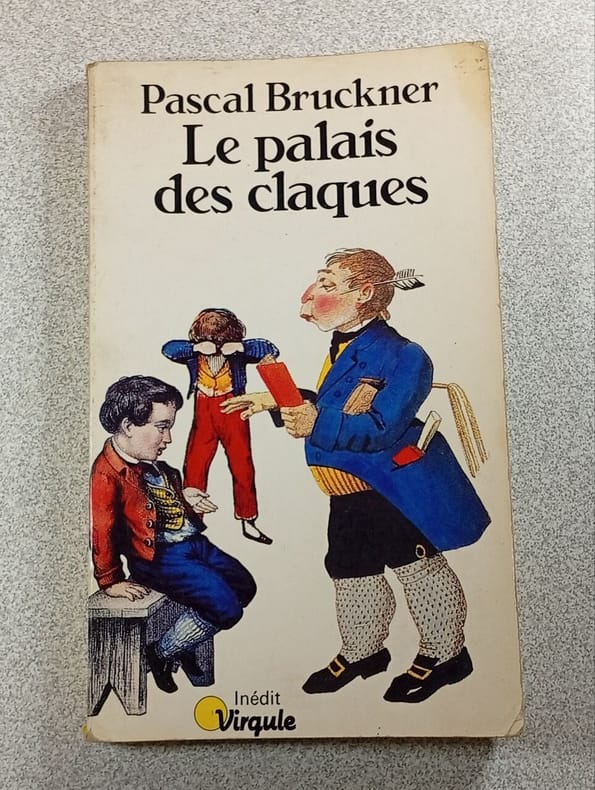 Pascal Bruckner
Le palais
des claques
Inédit
Virgule